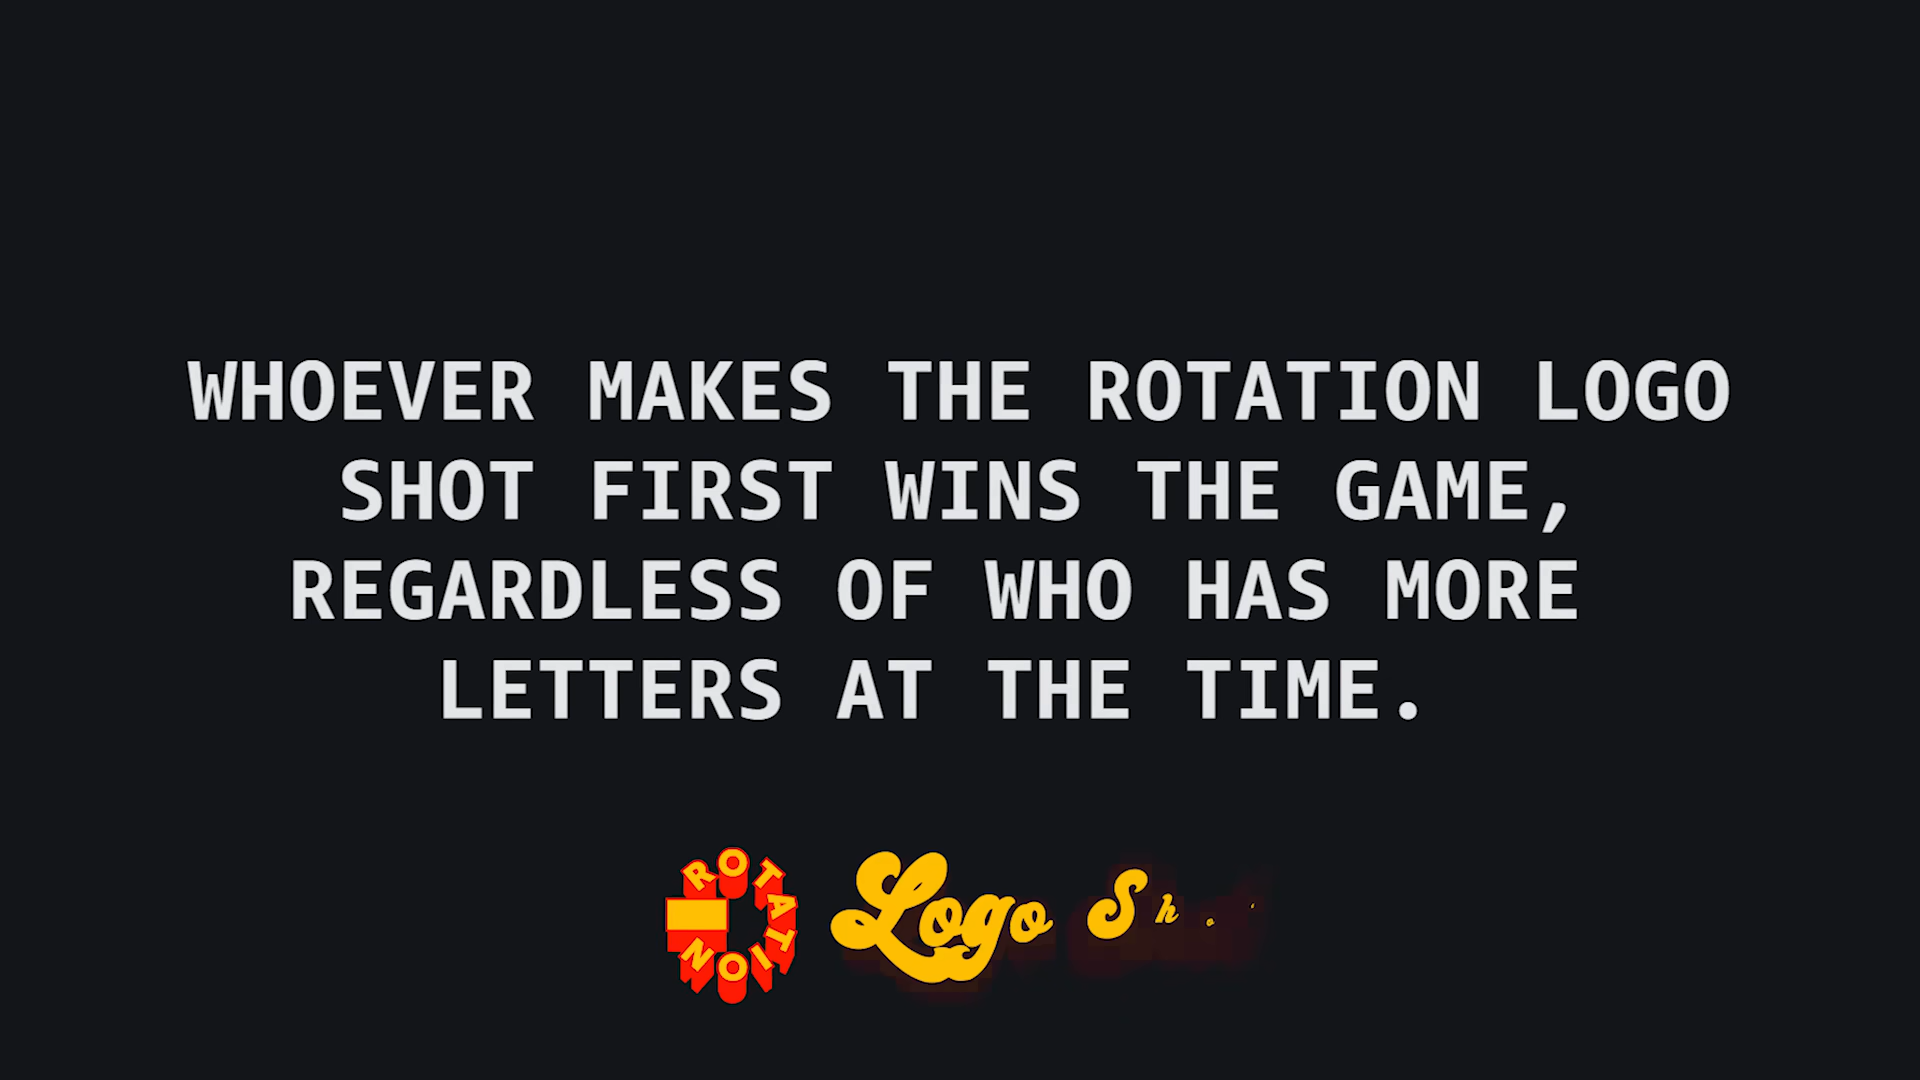 WHOEVER MAKES THE ROTATION LOGO
SHOT FIRST WINS THE GAME,
REGARDLESS OF WHO HAS MORE
LETTERS AT THE TIME.
ROTATION
Logo Sh